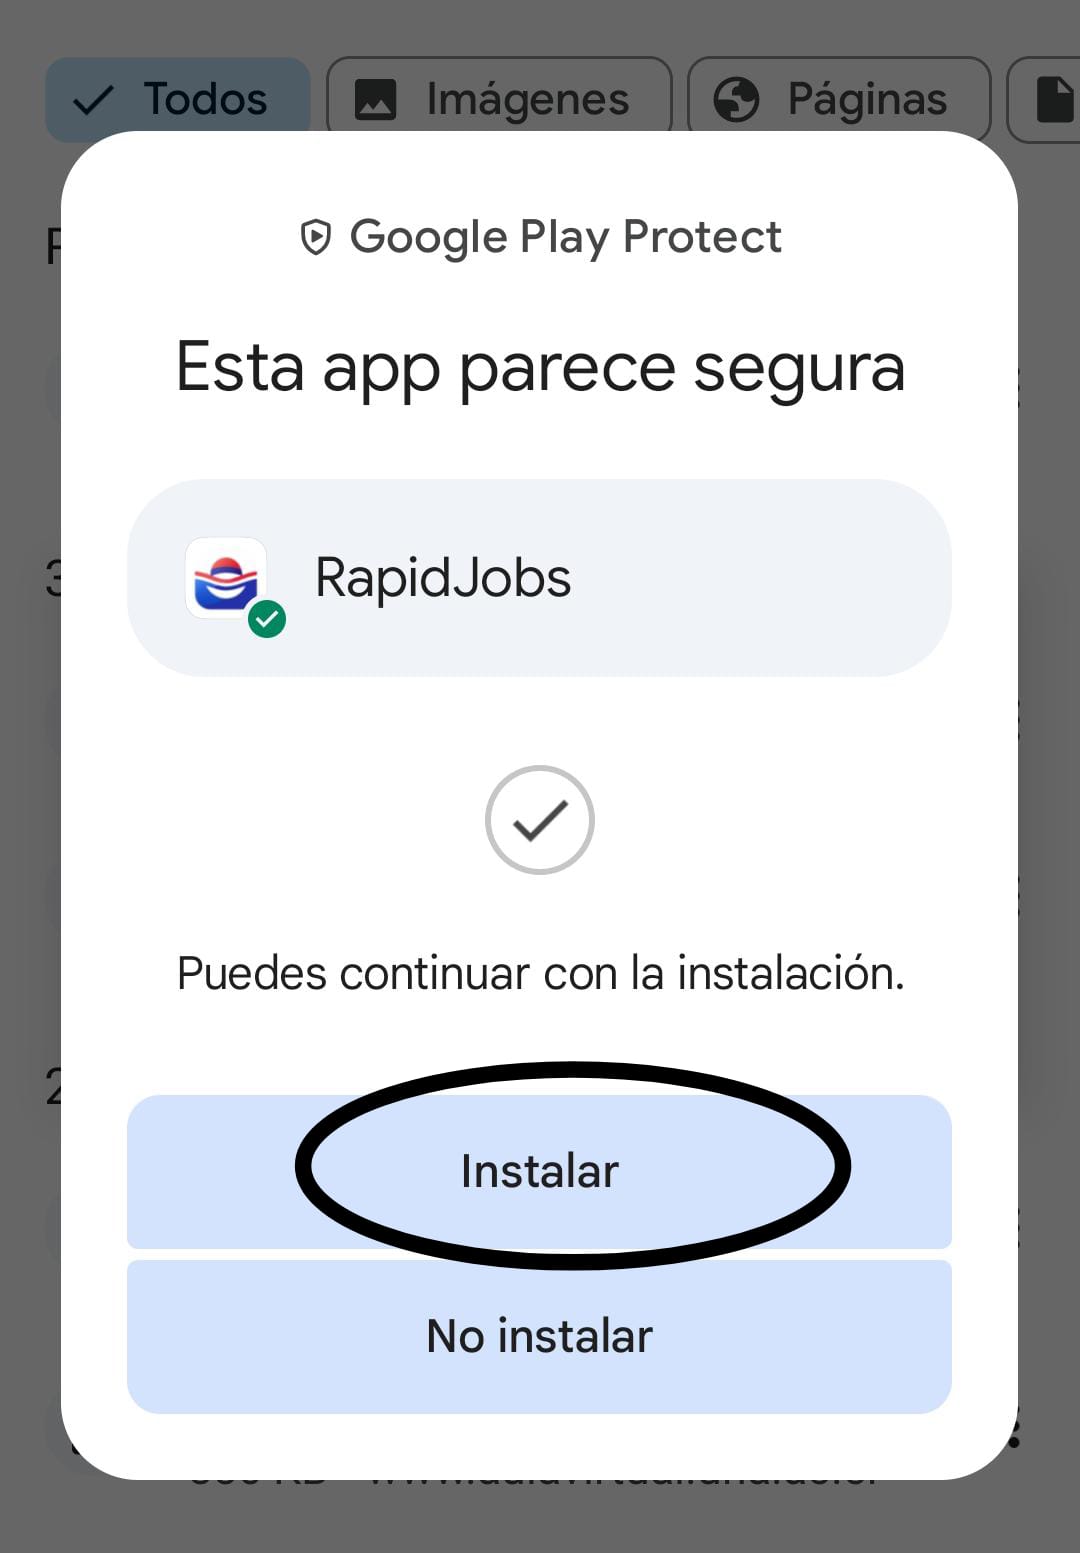 Todos
Imágenes
Páginas
Google Play Protect
Esta app parece segura
RapidJobs
Puedes continuar con la instalación.
Instalar
No instalar